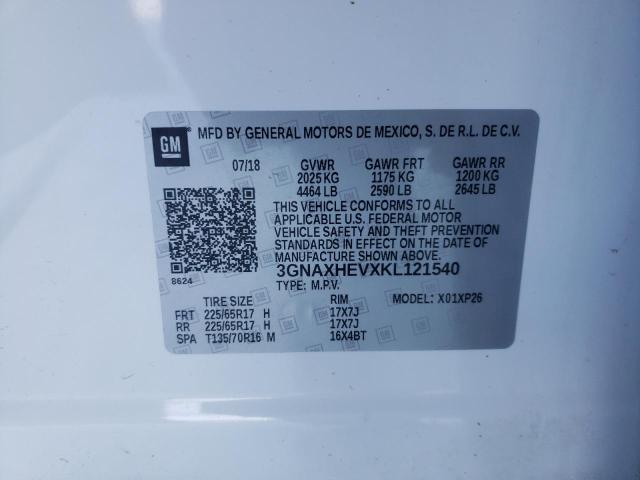 GM MFD BY GENERAL MOTORS DE MEXICO, S. DE R.L. DE C.V.
07/18 GVWR GAWR FRT GAWR RR
2025 KG 1175 KG 1200 KG
4464 LB 2590 LB 2645 LB
THIS VEHICLE CONFORMS TO ALL
APPLICABLE U.S. FEDERAL MOTOR
VEHICLE SAFETY AND THEFT PREVENTION
STANDARDS IN EFFECT ON THE DATE OF
MANUFACTURE SHOWN ABOVE.
3GNAXHEVXKL121540
8624 TYPE: M.P.V.
TIRE SIZE RIM MODEL: X01XP26
FRT 225/65R17 H 17X7J
RR 225/65R17 H 17X7J
SPA T135/70R16 M 16X4BT